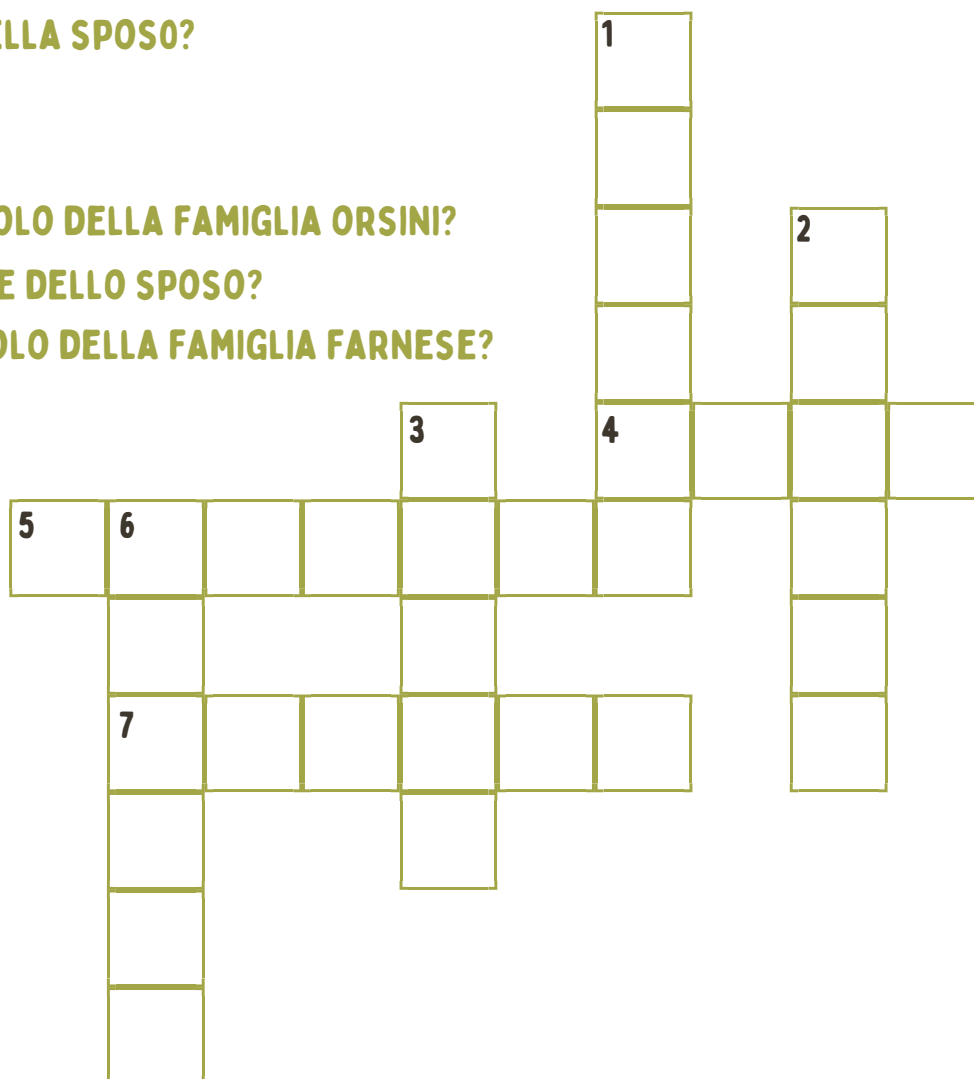 ELLA SPOSO?
1
OLO DELLA FAMIGLIA ORSINI?
2
E DELLO SPOSO?
OLO DELLA FAMIGLIA FARNESE?
3
4
5 6
7